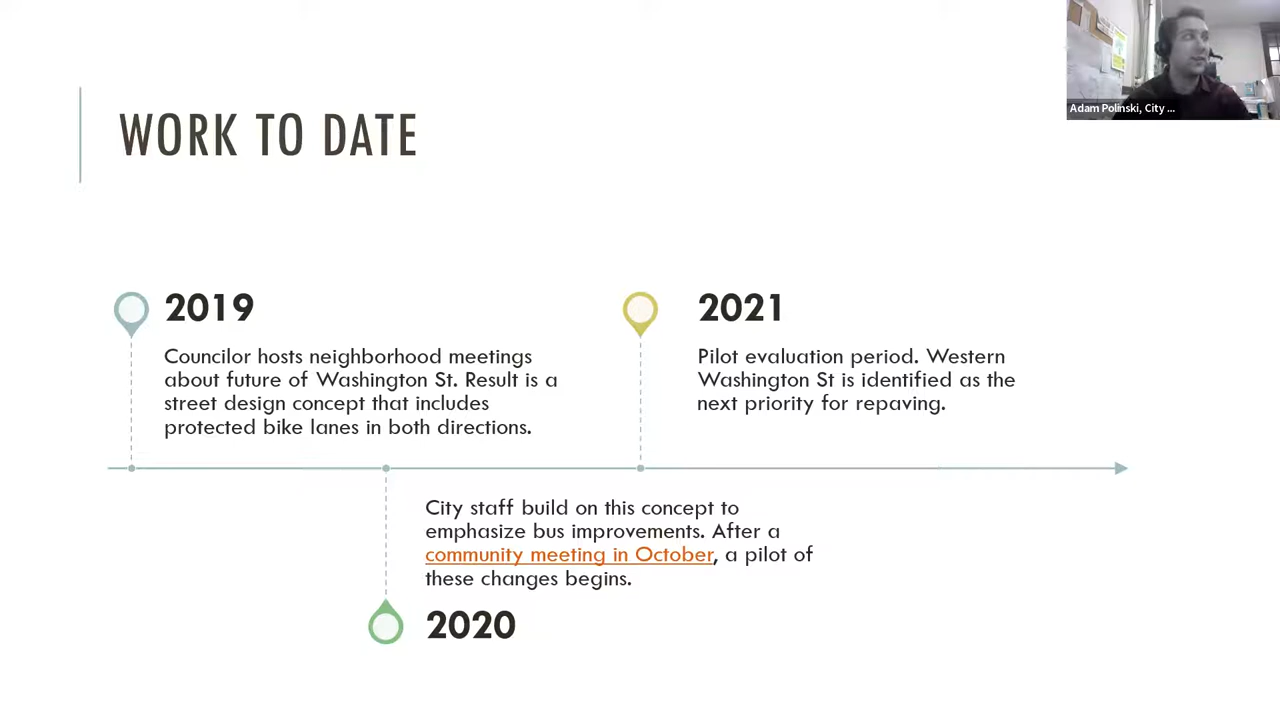 Adam Polinski, City ...
WORK TO DATE
2019
Councilor hosts neighborhood meetings
about future of Washington St. Result is a
street design concept that includes
protected bike lanes in both directions.
2021
Pilot evaluation period. Western
Washington St is identified as the
next priority for repaving.
City staff build on this concept to
emphasize bus improvements. After a
community meeting in October, a pilot of
these changes begins.
2020